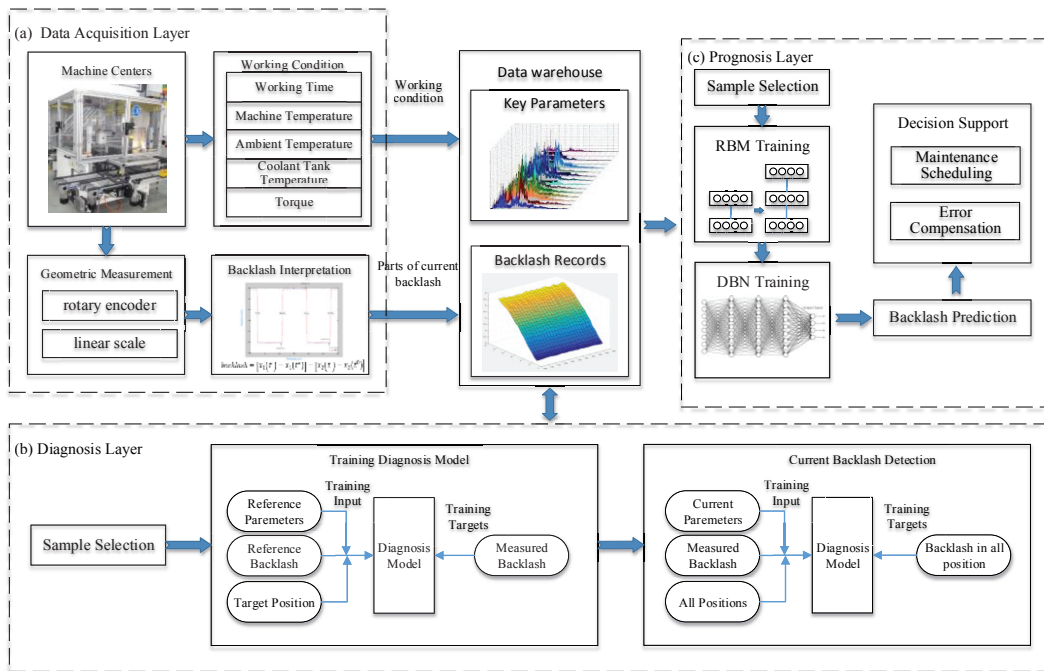 (a) Data Acquisition Layer
Machine Centers
Working Condition
Working Time
Machine Temperature
Ambient Temperature
Coolant Tank
Temperature
Torque
Working
condition
Geometric Measurement
rotary encoder
linear scale
Backlash Interpretation
Parts of current
backlash
Data warehouse
Key Parameters
Backlash Records
(c) Prognosis Layer
Sample Selection
RBM Training
DBN Training
Decision Support
Maintenance
Scheduling
Error
Compensation
Backlash Prediction
(b) Diagnosis Layer
Sample Selection
Training Diagnosis Model
Reference
Paremeters
Reference
Backlash
Target Position
Training
Input
Diagnosis
Model
Training
Targets
Measured
Backlash
Current Backlash Detection
Current
Paremeters
Measured
Backlash
All Positions
Training
Input
Diagnosis
Model
Training
Targets
Backlash in all
position